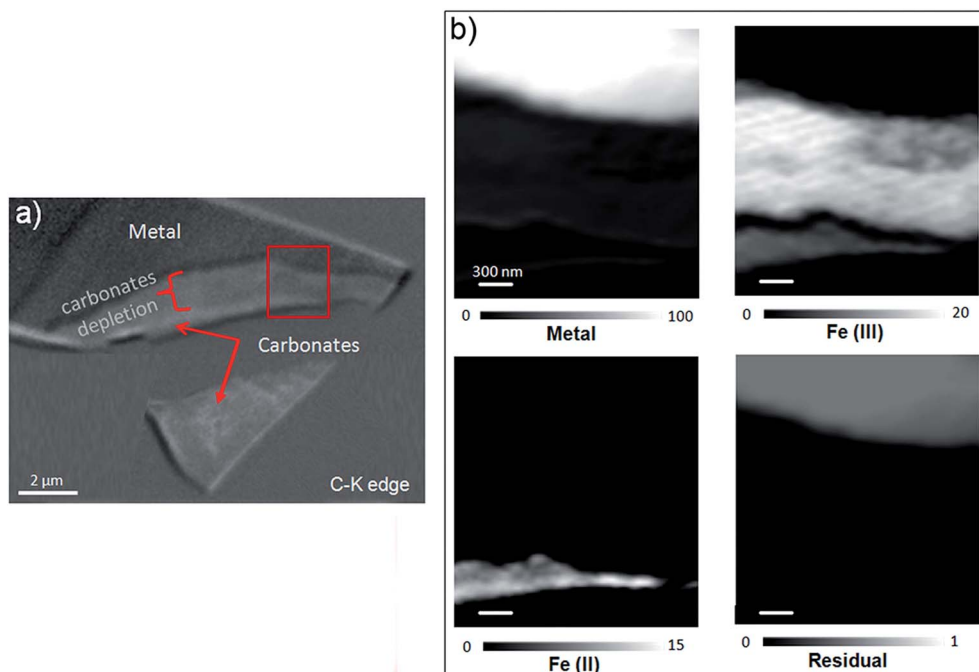 a)
Metal
carbonates
depletion
Carbonates
2 µm
C-K edge
b)
300 nm
0 100
Metal
0 20
Fe (III)
0 15
Fe (II)
0 1
Residual